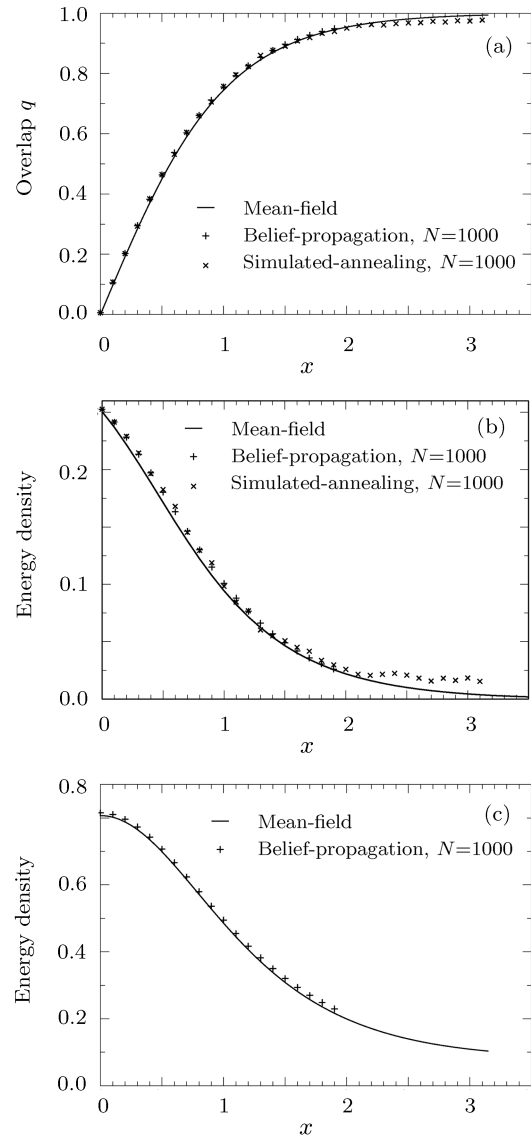 1.0
(a)
0.8
0.6
Overlap q
0.4
Mean-field
Belief-propagation, N=1000
0.2
Simulated-annealing, N=1000
0.0
0 1 2 3
x
(b)
Mean-field
0.2
Belief-propagation, N=1000
Simulated-annealing, N=1000
Energy density
0.1
0.0
0 1 2 3
x
0.8
(c)
Mean-field
Belief-propagation, N=1000
0.6
Energy density
0.4
0.2
0.0
0 1 2 3
x